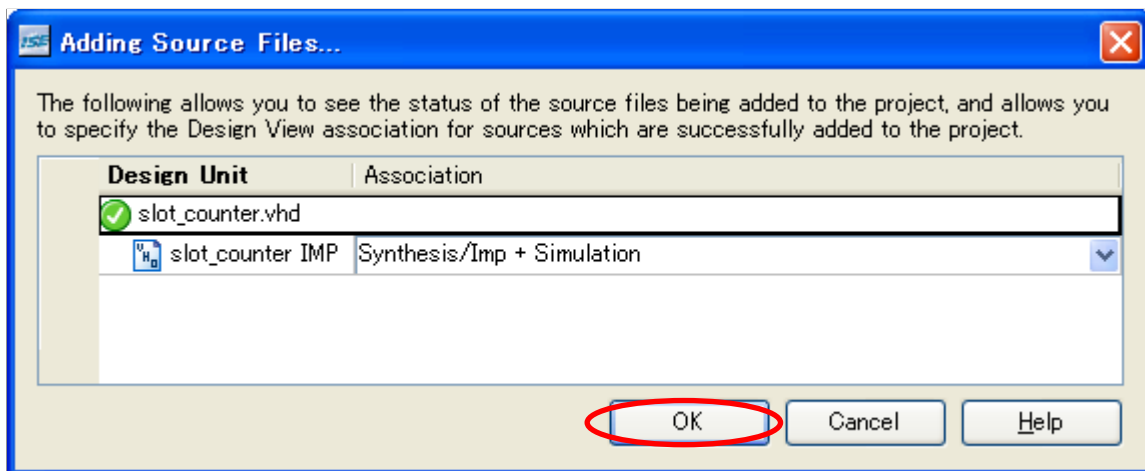 ISE Adding Source Files...
The following allows you to see the status of the source files being added to the project, and allows you
to specify the Design View association for sources which are successfully added to the project.
Design Unit Association
slot_counter.vhd
slot_counter IMP Synthesis/Imp + Simulation
OK Cancel Help